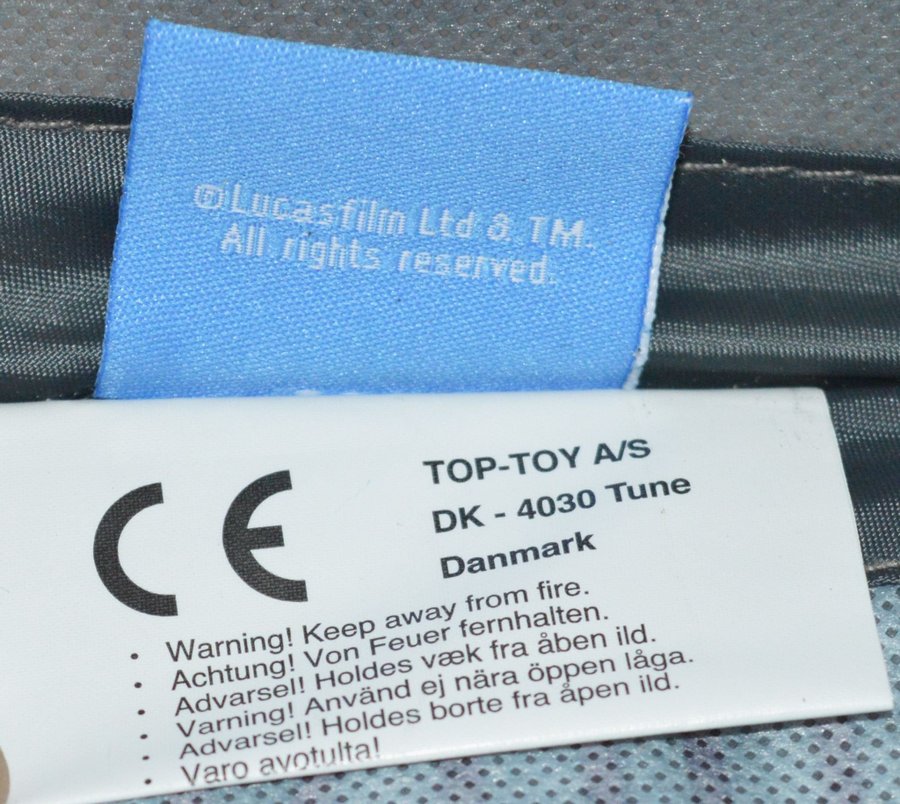 ©Lucasfilm Ltd & TM.
All rights reserved.
CE
TOP-TOY A/S
DK - 4030 Tune
Danmark
• Warning! Keep away from fire.
• Achtung! Von Feuer fernhalten.
• Advarsel! Holdes væk fra åben ild.
• Varning! Använd ej nära öppen låga.
• Advarsel! Holdes borte fra åpen ild.
• Varo avotulta!